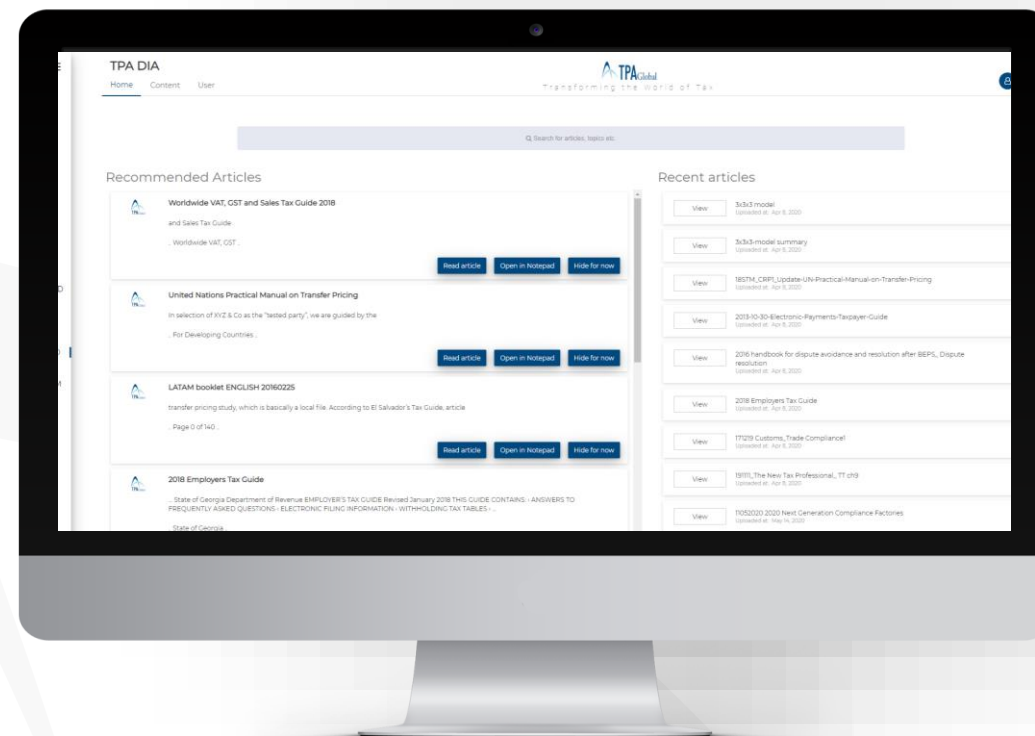 TPA DIA
Home Content User
TPA Global
Transforming the World of Tax
Search for articles, topics etc.
Recommended Articles
Worldwide VAT, GST and Sales Tax Guide 2018
and Sales Tax Guide
.. Worldwide VAT, GST ..
Read article Open in Notepad Hide for now
United Nations Practical Manual on Transfer Pricing
In selection of XYZ & Co as the "tested party", we are guided by the
.. For Developing Countries ..
Read article Open in Notepad Hide for now
LATAM booklet ENGLISH 20160225
transfer pricing study, which is basically a local file. According to El Salvador's Tax Guide, article
.. Page 0 of 140 ..
Read article Open in Notepad Hide for now
2018 Employers Tax Guide
... State of Georgia Department of Revenue EMPLOYER'S TAX GUIDE Revised January 2018 THIS GUIDE CONTAINS: • ANSWERS TO
FREQUENTLY ASKED QUESTIONS • ELECTRONIC FILING INFORMATION • WITHHOLDING TAX TABLES • ...
.. State of Georgia ..
Recent articles
View 3x3x3 model
Uploaded at: Apr 8, 2020
View 3x3x3-model summary
Uploaded at: Apr 8, 2020
View 18STM_CRP1_Update-UN-Practical-Manual-on-Transfer-Pricing
Uploaded at: Apr 8, 2020
View 2013-10-30-Electronic-Payments-Taxpayer-Guide
Uploaded at: Apr 8, 2020
View 2016 handbook for dispute avoidance and resolution after BEPS_ Dispute
resolution
Uploaded at: Apr 8, 2020
View 2018 Employers Tax Guide
Uploaded at: Apr 8, 2020
View 171219 Customs_Trade Compliance1
Uploaded at: Apr 8, 2020
View 191111_The New Tax Professional_ TT ch9
Uploaded at: Apr 8, 2020
View 11052020 2020 Next Generation Compliance Factories
Uploaded at: May 14, 2020
D
M